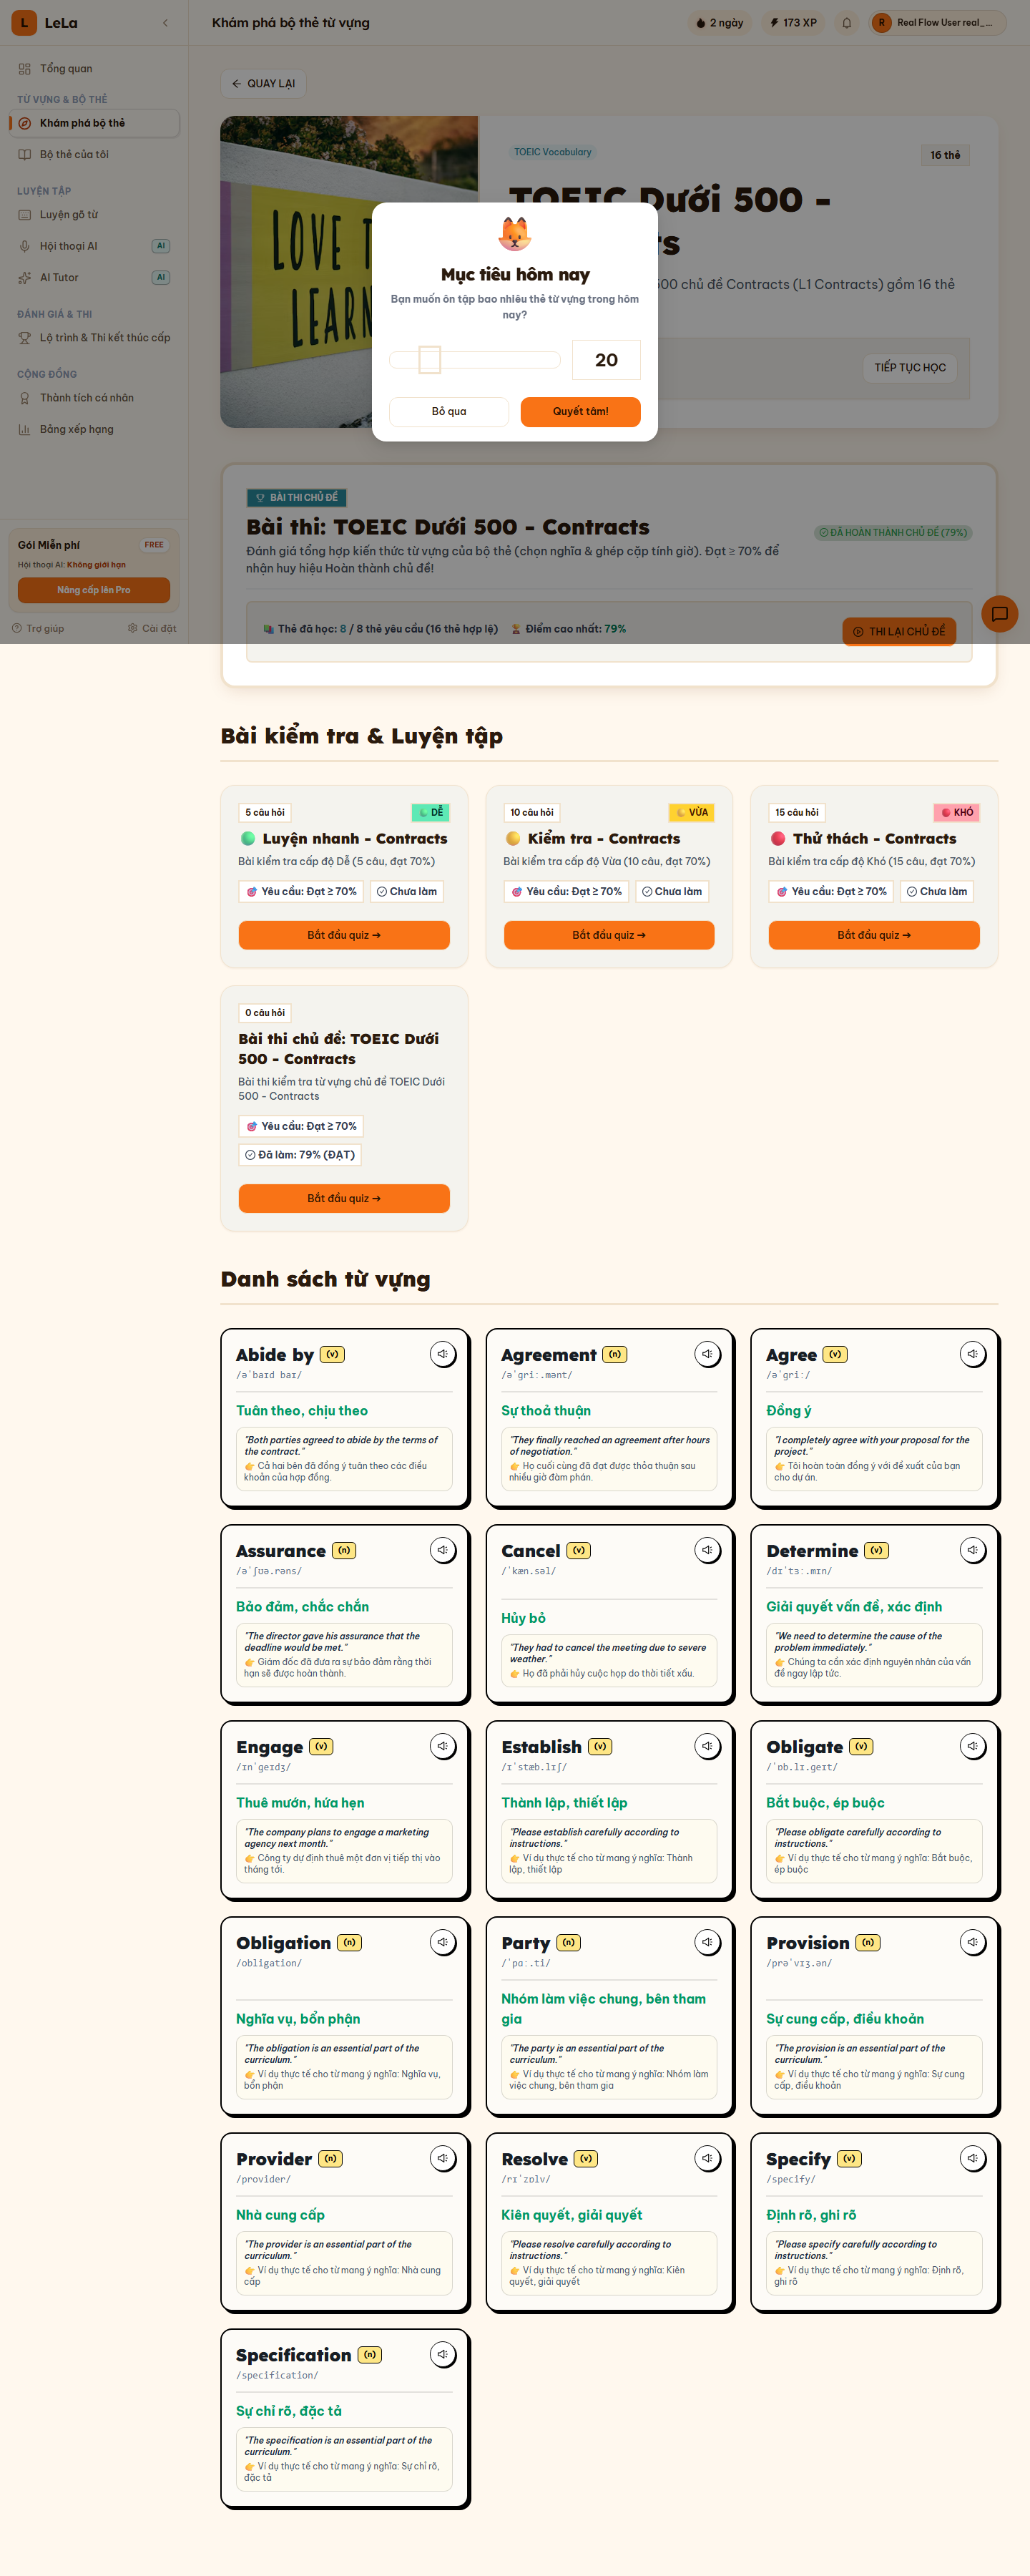 L LeLa
Khám phá bộ thẻ từ vựng
2 ngày
173 XP
R Real Flow User real_...
Tổng quan
TỪ VỰNG & BỘ THẺ
Khám phá bộ thẻ
Bộ thẻ của tôi
LUYỆN TẬP
Luyện gõ từ
Hội thoại AI AI
AI Tutor AI
ĐÁNH GIÁ & THI
Lộ trình & Thi kết thúc cấp
CỘNG ĐỒNG
Thành tích cá nhân
Bảng xếp hạng
Gói Miễn phí FREE
Hội thoại AI: Không giới hạn
Nâng cấp lên Pro
Trợ giúp
Cài đặt
QUAY LẠI
LOVE T
LEARN
TOEIC Vocabulary
16 thẻ
TOEIC Dưới 500 -
ts
500 chủ đề Contracts (L1 Contracts) gồm 16 thẻ
TIẾP TỤC HỌC
Mục tiêu hôm nay
Bạn muốn ôn tập bao nhiêu thẻ từ vựng trong hôm
nay?
20
Bỏ qua
Quyết tâm!
BÀI THI CHỦ ĐỀ
Bài thi: TOEIC Dưới 500 - Contracts
ĐÃ HOÀN THÀNH CHỦ ĐỀ (79%)
Đánh giá tổng hợp kiến thức từ vựng của bộ thẻ (chọn nghĩa & ghép cặp tính giờ). Đạt ≥ 70% để
nhận huy hiệu Hoàn thành chủ đề!
Thẻ đã học: 8 / 8 thẻ yêu cầu (16 thẻ hợp lệ)
Điểm cao nhất: 79%
THI LẠI CHỦ ĐỀ
Bài kiểm tra & Luyện tập
5 câu hỏi DỄ
Luyện nhanh - Contracts
Bài kiểm tra cấp độ Dễ (5 câu, đạt 70%)
Yêu cầu: Đạt ≥ 70% Chưa làm
Bắt đầu quiz →
10 câu hỏi VỪA
Kiểm tra - Contracts
Bài kiểm tra cấp độ Vừa (10 câu, đạt 70%)
Yêu cầu: Đạt ≥ 70% Chưa làm
Bắt đầu quiz →
15 câu hỏi KHÓ
Thử thách - Contracts
Bài kiểm tra cấp độ Khó (15 câu, đạt 70%)
Yêu cầu: Đạt ≥ 70% Chưa làm
Bắt đầu quiz →
0 câu hỏi
Bài thi chủ đề: TOEIC Dưới
500 - Contracts
Bài thi kiểm tra từ vựng chủ đề TOEIC Dưới
500 - Contracts
Yêu cầu: Đạt ≥ 70%
Đã làm: 79% (ĐẠT)
Bắt đầu quiz →
Danh sách từ vựng
Abide by (v)
/əˈbaɪd baɪ/
Tuân theo, chịu theo
"Both parties agreed to abide by the terms of
the contract."
👉 Cả hai bên đã đồng ý tuân theo các điều
khoản của hợp đồng.
Agreement (n)
/əˈɡriː.mənt/
Sự thoả thuận
"They finally reached an agreement after hours
of negotiation."
👉 Họ cuối cùng đã đạt được thỏa thuận sau
nhiều giờ đàm phán.
Agree (v)
/əˈɡriː/
Đồng ý
"I completely agree with your proposal for the
project."
👉 Tôi hoàn toàn đồng ý với đề xuất của bạn
cho dự án.
Assurance (n)
/əˈʃʊə.rəns/
Bảo đảm, chắc chắn
"The director gave his assurance that the
deadline would be met."
👉 Giám đốc đã đưa ra sự bảo đảm rằng thời
hạn sẽ được hoàn thành.
Cancel (v)
/ˈkæn.səl/
Hủy bỏ
"They had to cancel the meeting due to severe
weather."
👉 Họ đã phải hủy cuộc họp do thời tiết xấu.
Determine (v)
/dɪˈtɜː.mɪn/
Giải quyết vấn đề, xác định
"We need to determine the cause of the
problem immediately."
👉 Chúng ta cần xác định nguyên nhân của vấn
đề ngay lập tức.
Engage (v)
/ɪnˈɡeɪdʒ/
Thuê mướn, hứa hẹn
"The company plans to engage a marketing
agency next month."
👉 Công ty dự định thuê một đơn vị tiếp thị vào
tháng tới.
Establish (v)
/ɪˈstæb.lɪʃ/
Thành lập, thiết lập
"Please establish carefully according to
instructions."
👉 Ví dụ thực tế cho từ mang ý nghĩa: Thành
lập, thiết lập
Obligate (v)
/ˈɒb.lɪ.ɡeɪt/
Bắt buộc, ép buộc
"Please obligate carefully according to
instructions."
👉 Ví dụ thực tế cho từ mang ý nghĩa: Bắt buộc,
ép buộc
Obligation (n)
/obligation/
Nghĩa vụ, bổn phận
"The obligation is an essential part of the
curriculum."
👉 Ví dụ thực tế cho từ mang ý nghĩa: Nghĩa vụ,
bổn phận
Party (n)
/ˈpɑː.ti/
Nhóm làm việc chung, bên tham
gia
"The party is an essential part of the
curriculum."
👉 Ví dụ thực tế cho từ mang ý nghĩa: Nhóm làm
việc chung, bên tham gia
Provision (n)
/prəˈvɪʒ.ən/
Sự cung cấp, điều khoản
"The provision is an essential part of the
curriculum."
👉 Ví dụ thực tế cho từ mang ý nghĩa: Sự cung
cấp, điều khoản
Provider (n)
/provider/
Nhà cung cấp
"The provider is an essential part of the
curriculum."
👉 Ví dụ thực tế cho từ mang ý nghĩa: Nhà cung
cấp
Resolve (v)
/rɪˈzɒlv/
Kiên quyết, giải quyết
"Please resolve carefully according to
instructions."
👉 Ví dụ thực tế cho từ mang ý nghĩa: Kiên
quyết, giải quyết
Specify (v)
/specify/
Định rõ, ghi rõ
"Please specify carefully according to
instructions."
👉 Ví dụ thực tế cho từ mang ý nghĩa: Định rõ,
ghi rõ
Specification (n)
/specification/
Sự chỉ rõ, đặc tả
"The specification is an essential part of the
curriculum."
👉 Ví dụ thực tế cho từ mang ý nghĩa: Sự chỉ rõ,
đặc tả